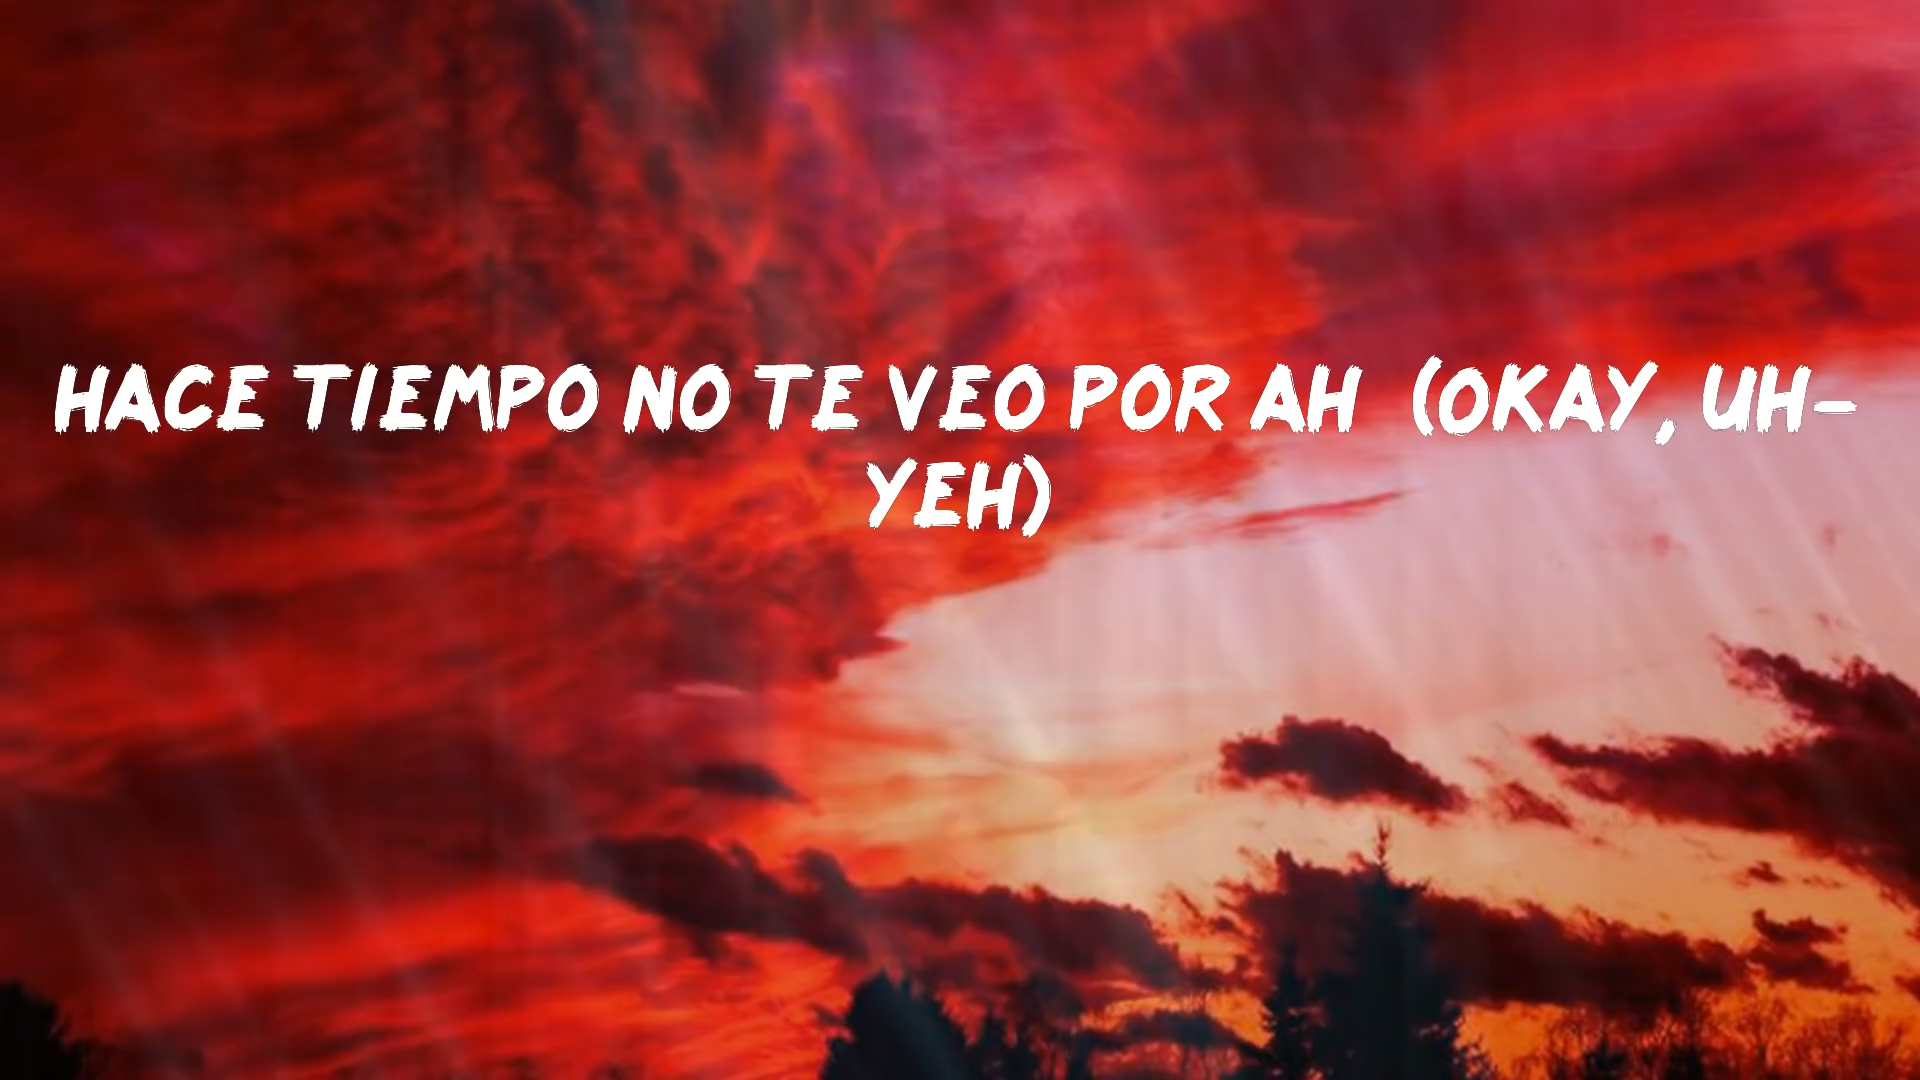 HACE TIEMPO NO TE VEO POR AH (OKAY, UH-
YEH)